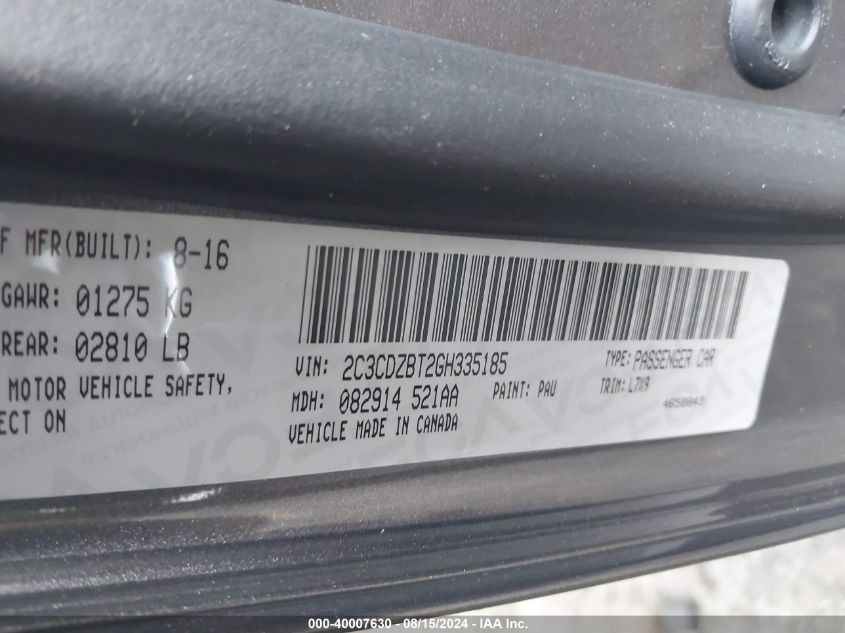 F MFR(BUILT): 8-16
GAWR: 01275 KG
REAR: 02810 LB
MOTOR VEHICLE SAFETY,
ECT ON
VIN: 2C3CDZBT2GH335185
TYPE: PASSENGER CAR
MDH: 082914 521AA
PAINT: PAU
TRIM: L7X9
VEHICLE MADE IN CANADA
4658843
000-40007630 - 08/15/2024 - IAA Inc.